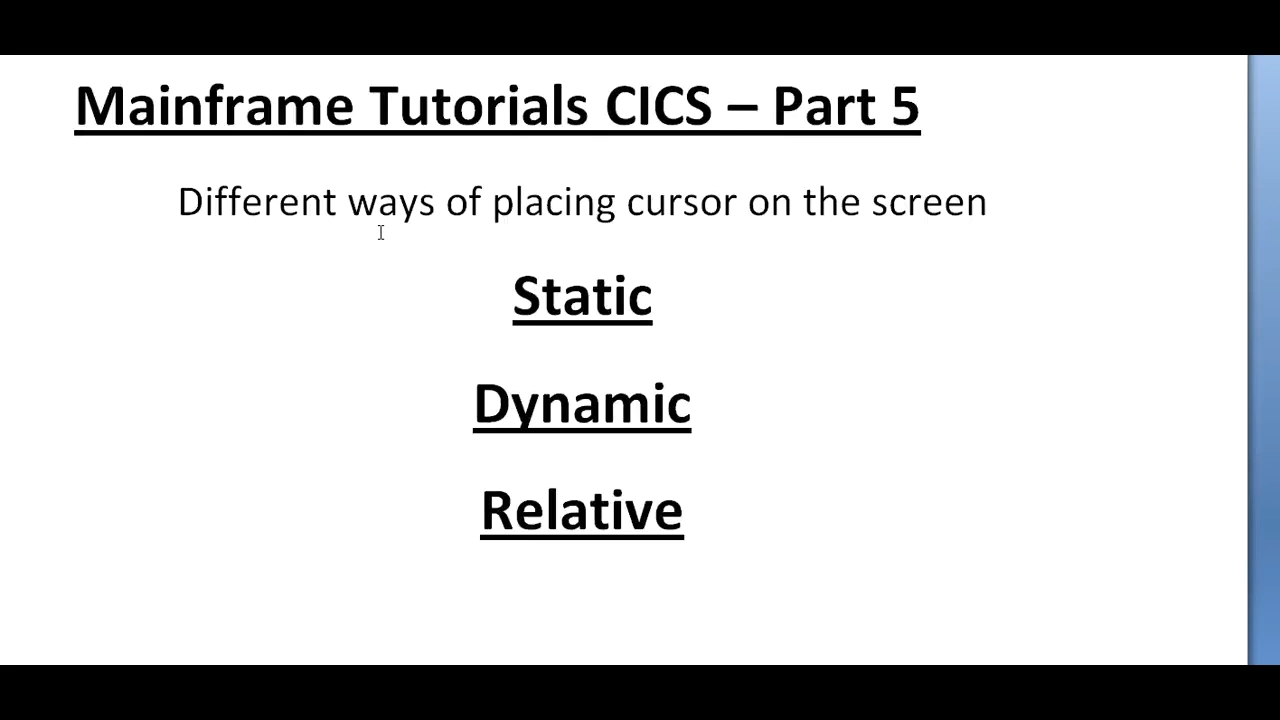 Mainframe Tutorials CICS – Part 5
Different ways of placing cursor on the screen
Static
Dynamic
Relative